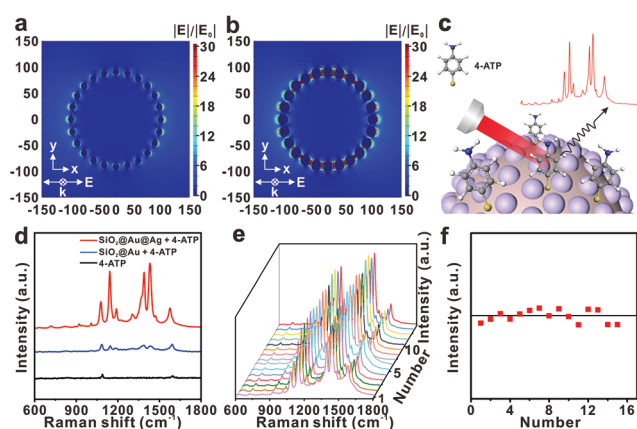 a
|E|/|E₀|
150
100
50
0
-50
-100
-150
-150 -100 -50 0 50 100 150
30
24
18
12
6
0
y
x
E
k
b
|E|/|E₀|
150
100
50
0
-50
-100
-150
-150 -100 -50 0 50 100 150
30
24
18
12
6
0
y
x
E
k
c
4-ATP
d
SiO₂@Au@Ag + 4-ATP
SiO₂@Au + 4-ATP
4-ATP
Intensity (a.u.)
600 900 1200 1500 1800
Raman shift (cm⁻¹)
e
Intensity (a.u.)
10
5
1
Number
600 900 1200 1500 1800
Raman shift (cm⁻¹)
f
Intensity (a.u.)
0 4 8 12 16
Number